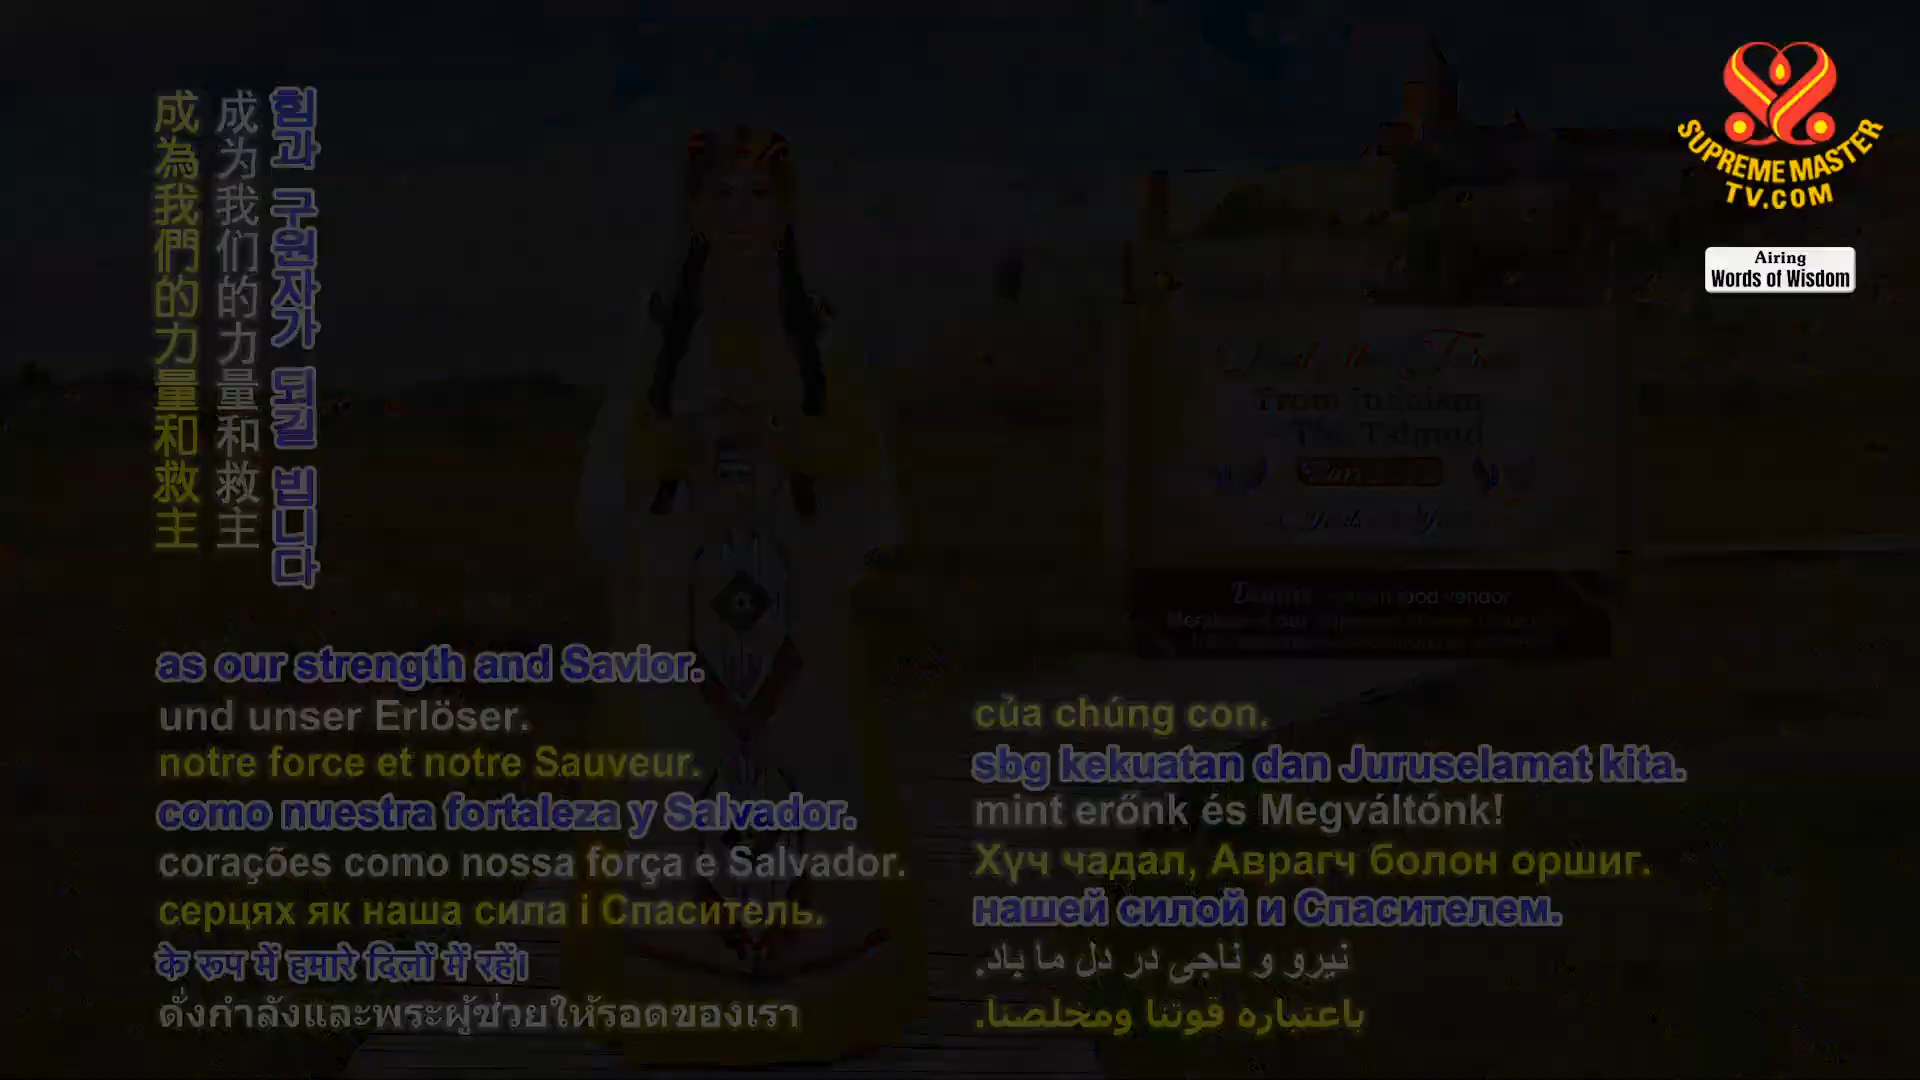 成為我們的力量和救主
成为我们的力量和救主
힘과 구원자가 되길 빕니다
SUPREME MASTER
TV.COM
Airing
Words of Wisdom
From Judaism
The Talmud
food vendor
as our strength and Savior.
und unser Erlöser.
notre force et notre Sauveur.
como nuestra fortaleza y Salvador.
corações como nossa força e Salvador.
серцях як наша сила і Спаситель.
के रूप में हमारे दिलों में रहें।
ดั่งกำลังและพระผู้ช่วยให้รอดของเรา
của chúng con.
sbg kekuatan dan Juruselamat kita.
mint erőnk és Megváltónk!
Хүч чадал, Аврагч болон оршиг.
нашей силой и Спасителем.
نیرو و ناجی در دل ما باد.
باعتباره قوتنا ومخلصنا.